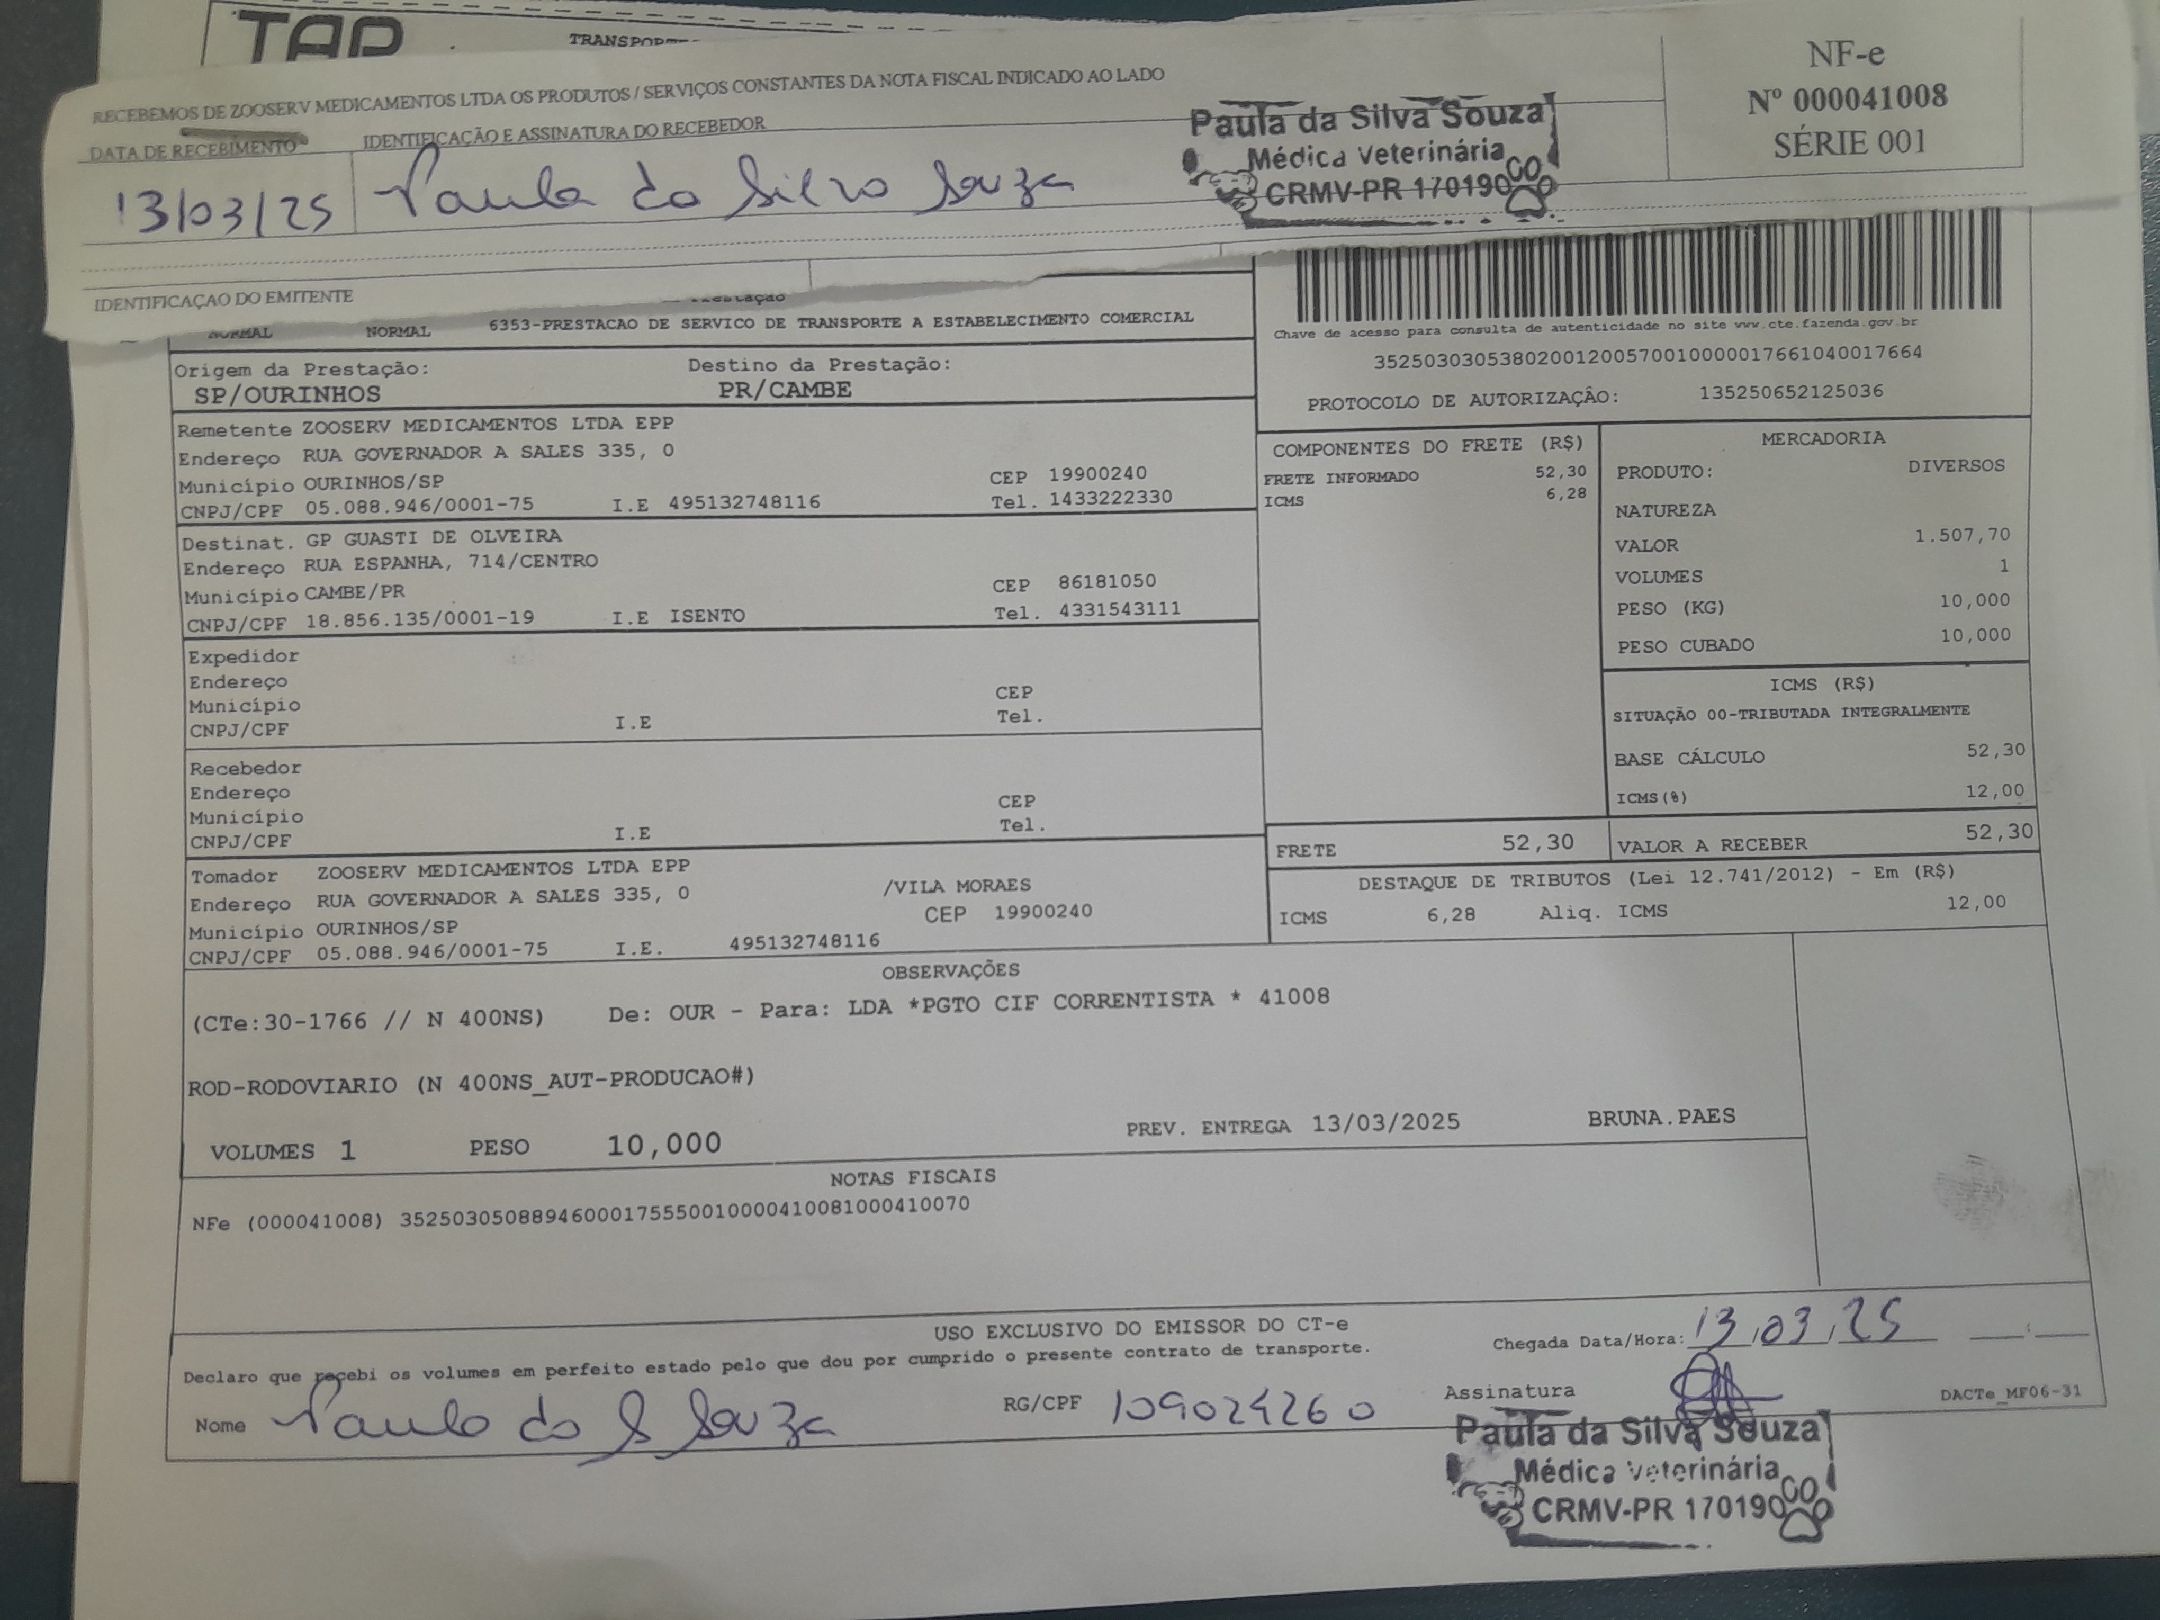 TAP
RECEBEMOS DE ZOOSERV MEDICAMENTOS LTDA OS PRODUTOS / SERVIÇOS CONSTANTES DA NOTA FISCAL INDICADO AO LADO
DATA DE RECEBIMENTO IDENTIFICAÇÃO E ASSINATURA DO RECEBEDOR
13/03/25 Paula da Silva Souza
Paula da Silva Souza
Médica Veterinária
CRMV-PR 17019
NF-e
Nº 000041008
SÉRIE 001
IDENTIFICAÇAO DO EMITENTE
NORMAL NORMAL 6353-PRESTACAO DE SERVICO DE TRANSPORTE A ESTABELECIMENTO COMERCIAL
Chave de acesso para consulta de autenticidade no site www.cte.fazenda.gov.br
35250303053802001200570010000017661040017664
PROTOCOLO DE AUTORIZAÇÂO: 135250652125036
Origem da Prestação: Destino da Prestação:
SP/OURINHOS PR/CAMBE
Remetente ZOOSERV MEDICAMENTOS LTDA EPP
Endereço RUA GOVERNADOR A SALES 335, 0
Município OURINHOS/SP CEP 19900240
CNPJ/CPF 05.088.946/0001-75 I.E 495132748116 Tel. 1433222330
Destinat. GP GUASTI DE OLVEIRA
Endereço RUA ESPANHA, 714/CENTRO
Município CAMBE/PR CEP 86181050
CNPJ/CPF 18.856.135/0001-19 I.E ISENTO Tel. 4331543111
Expedidor
Endereço
Município CEP
CNPJ/CPF I.E Tel.
Recebedor
Endereço
Município CEP
CNPJ/CPF I.E Tel.
Tomador ZOOSERV MEDICAMENTOS LTDA EPP
Endereço RUA GOVERNADOR A SALES 335, 0 /VILA MORAES
Município OURINHOS/SP CEP 19900240
CNPJ/CPF 05.088.946/0001-75 I.E. 495132748116
COMPONENTES DO FRETE (R$)
FRETE INFORMADO 52,30
ICMS 6,28
MERCADORIA
PRODUTO: DIVERSOS
NATUREZA
VALOR 1.507,70
VOLUMES 1
PESO (KG) 10,000
PESO CUBADO 10,000
ICMS (R$)
SITUAÇÃO 00-TRIBUTADA INTEGRALMENTE
BASE CÁLCULO 52,30
ICMS(%) 12,00
FRETE 52,30 VALOR A RECEBER 52,30
DESTAQUE DE TRIBUTOS (Lei 12.741/2012) - Em (R$)
ICMS 6,28 Aliq. ICMS 12,00
OBSERVAÇÕES
(CTe:30-1766 // N 400NS) De: OUR - Para: LDA *PGTO CIF CORRENTISTA * 41008
ROD-RODOVIARIO (N 400NS_AUT-PRODUCAO#)
VOLUMES 1 PESO 10,000 PREV. ENTREGA 13/03/2025 BRUNA.PAES
NOTAS FISCAIS
NFe (000041008) 35250305088946000175550010000410081000410070
USO EXCLUSIVO DO EMISSOR DO CT-e
Declaro que recebi os volumes em perfeito estado pelo que dou por cumprido o presente contrato de transporte.
Chegada Data/Hora: 13/03/25 :
Nome Paula da S Souza RG/CPF 109024260 Assinatura
DACTe_MF06-31
Paula da Silva Souza
Médica Veterinária
CRMV-PR 17019